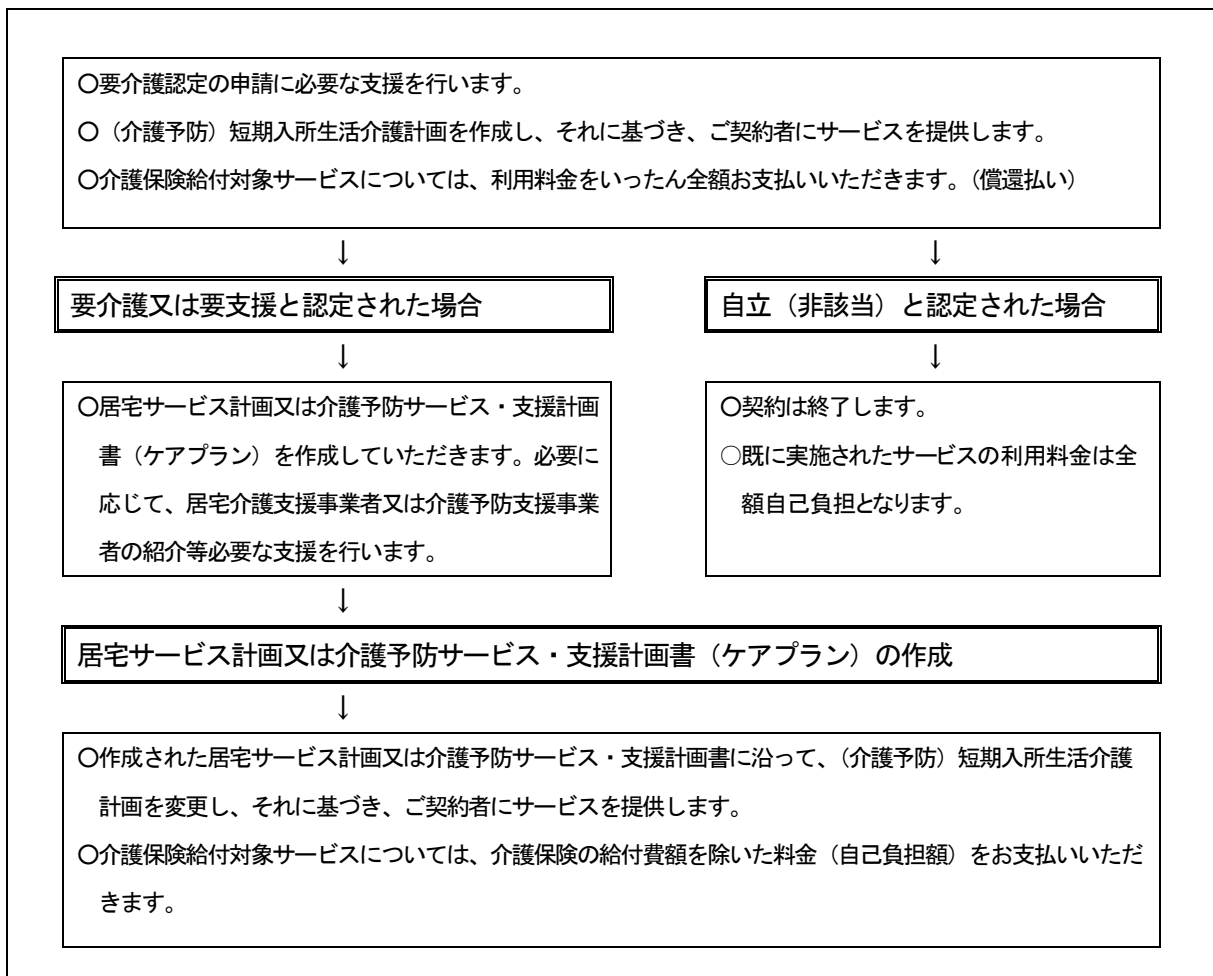 〇要介護認定の申請に必要な支援を行います。
〇（介護予防）短期入所生活介護計画を作成し、それに基づき、ご契約者にサービスを提供します。
〇介護保険給付対象サービスについては、利用料金をいったん全額お支払いいただきます。（償還払い）
↓
↓
要介護又は要支援と認定された場合
自立（非該当）と認定された場合
↓
↓
〇居宅サービス計画又は介護予防サービス・支援計画
書（ケアプラン）を作成していただきます。必要に
応じて、居宅介護支援事業者又は介護予防支援事業
者の紹介等必要な支援を行います。
〇契約は終了します。
○既に実施されたサービスの利用料金は全
額自己負担となります。
↓
居宅サービス計画又は介護予防サービス・支援計画書（ケアプラン）の作成
↓
〇作成された居宅サービス計画又は介護予防サービス・支援計画書に沿って、（介護予防）短期入所生活介護
計画を変更し、それに基づき、ご契約者にサービスを提供します。
〇介護保険給付対象サービスについては、介護保険の給付費額を除いた料金（自己負担額）をお支払いいただ
きます。